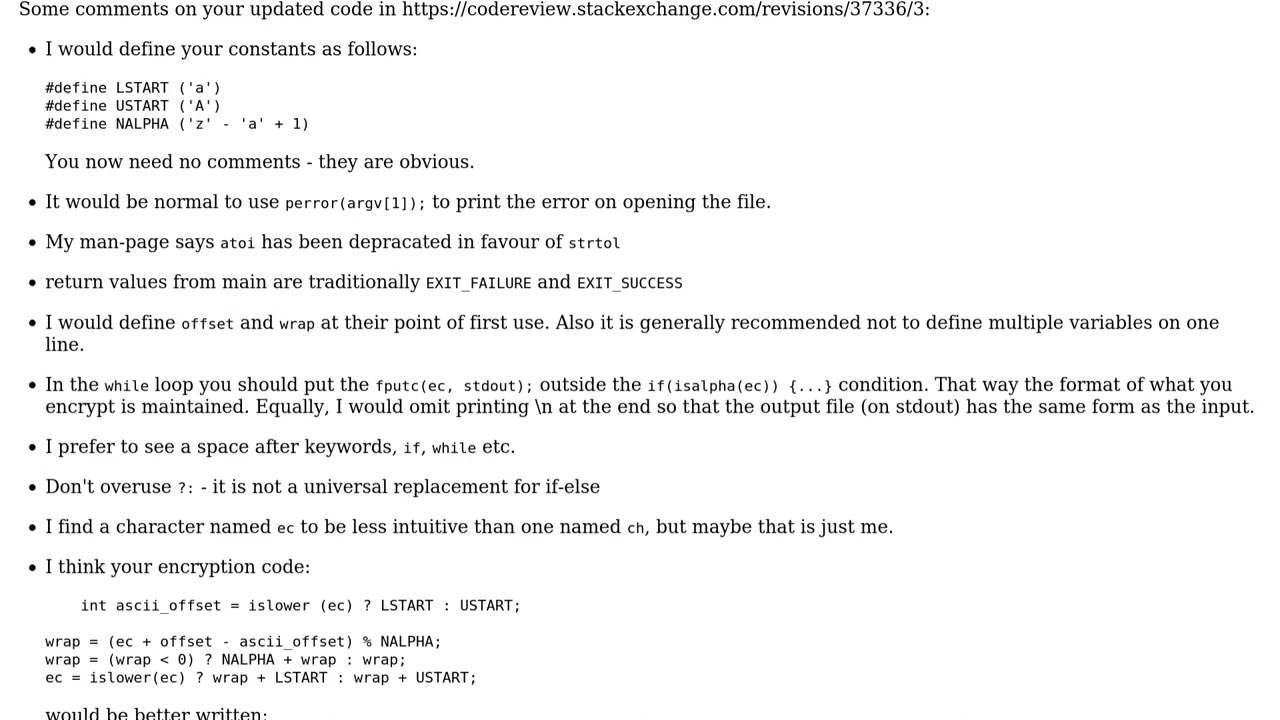 Some comments on your updated code in https://codereview.stackexchange.com/revisions/37336/3:
• I would define your constants as follows:
#define LSTART ('a')
#define USTART ('A')
#define NALPHA ('z' - 'a' + 1)
You now need no comments - they are obvious.
• It would be normal to use perror(argv[1]); to print the error on opening the file.
• My man-page says atoi has been depracated in favour of strtol
• return values from main are traditionally EXIT_FAILURE and EXIT_SUCCESS
• I would define offset and wrap at their point of first use. Also it is generally recommended not to define multiple variables on one
line.
• In the while loop you should put the fputc(ec, stdout); outside the if(isalpha(ec)) {...} condition. That way the format of what you
encrypt is maintained. Equally, I would omit printing \n at the end so that the output file (on stdout) has the same form as the input.
• I prefer to see a space after keywords, if, while etc.
• Don't overuse ?: - it is not a universal replacement for if-else
• I find a character named ec to be less intuitive than one named ch, but maybe that is just me.
• I think your encryption code:
    int ascii_offset = islower (ec) ? LSTART : USTART;
wrap = (ec + offset - ascii_offset) % NALPHA;
wrap = (wrap < 0) ? NALPHA + wrap : wrap;
ec = islower(ec) ? wrap + LSTART : wrap + USTART;
would be better written: